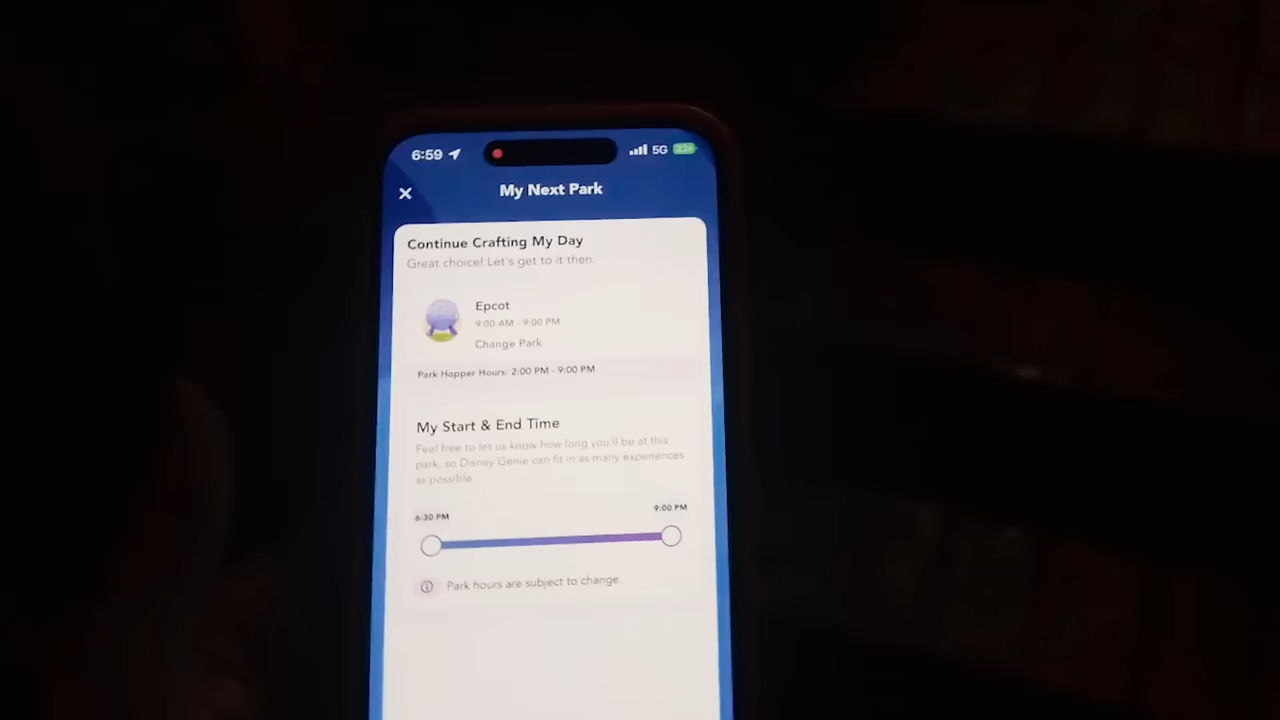 6:59
5G
My Next Park
Continue Crafting My Day
Great choice! Let's get to it then.
Epcot
9:00 AM - 9:00 PM
Change Park
Park Hopper Hours: 2:00 PM - 9:00 PM
My Start & End Time
Feel free to let us know how long you'll be at this
park, so Disney Genie can fit in as many experiences
as possible.
6:30 PM
9:00 PM
Park hours are subject to change.